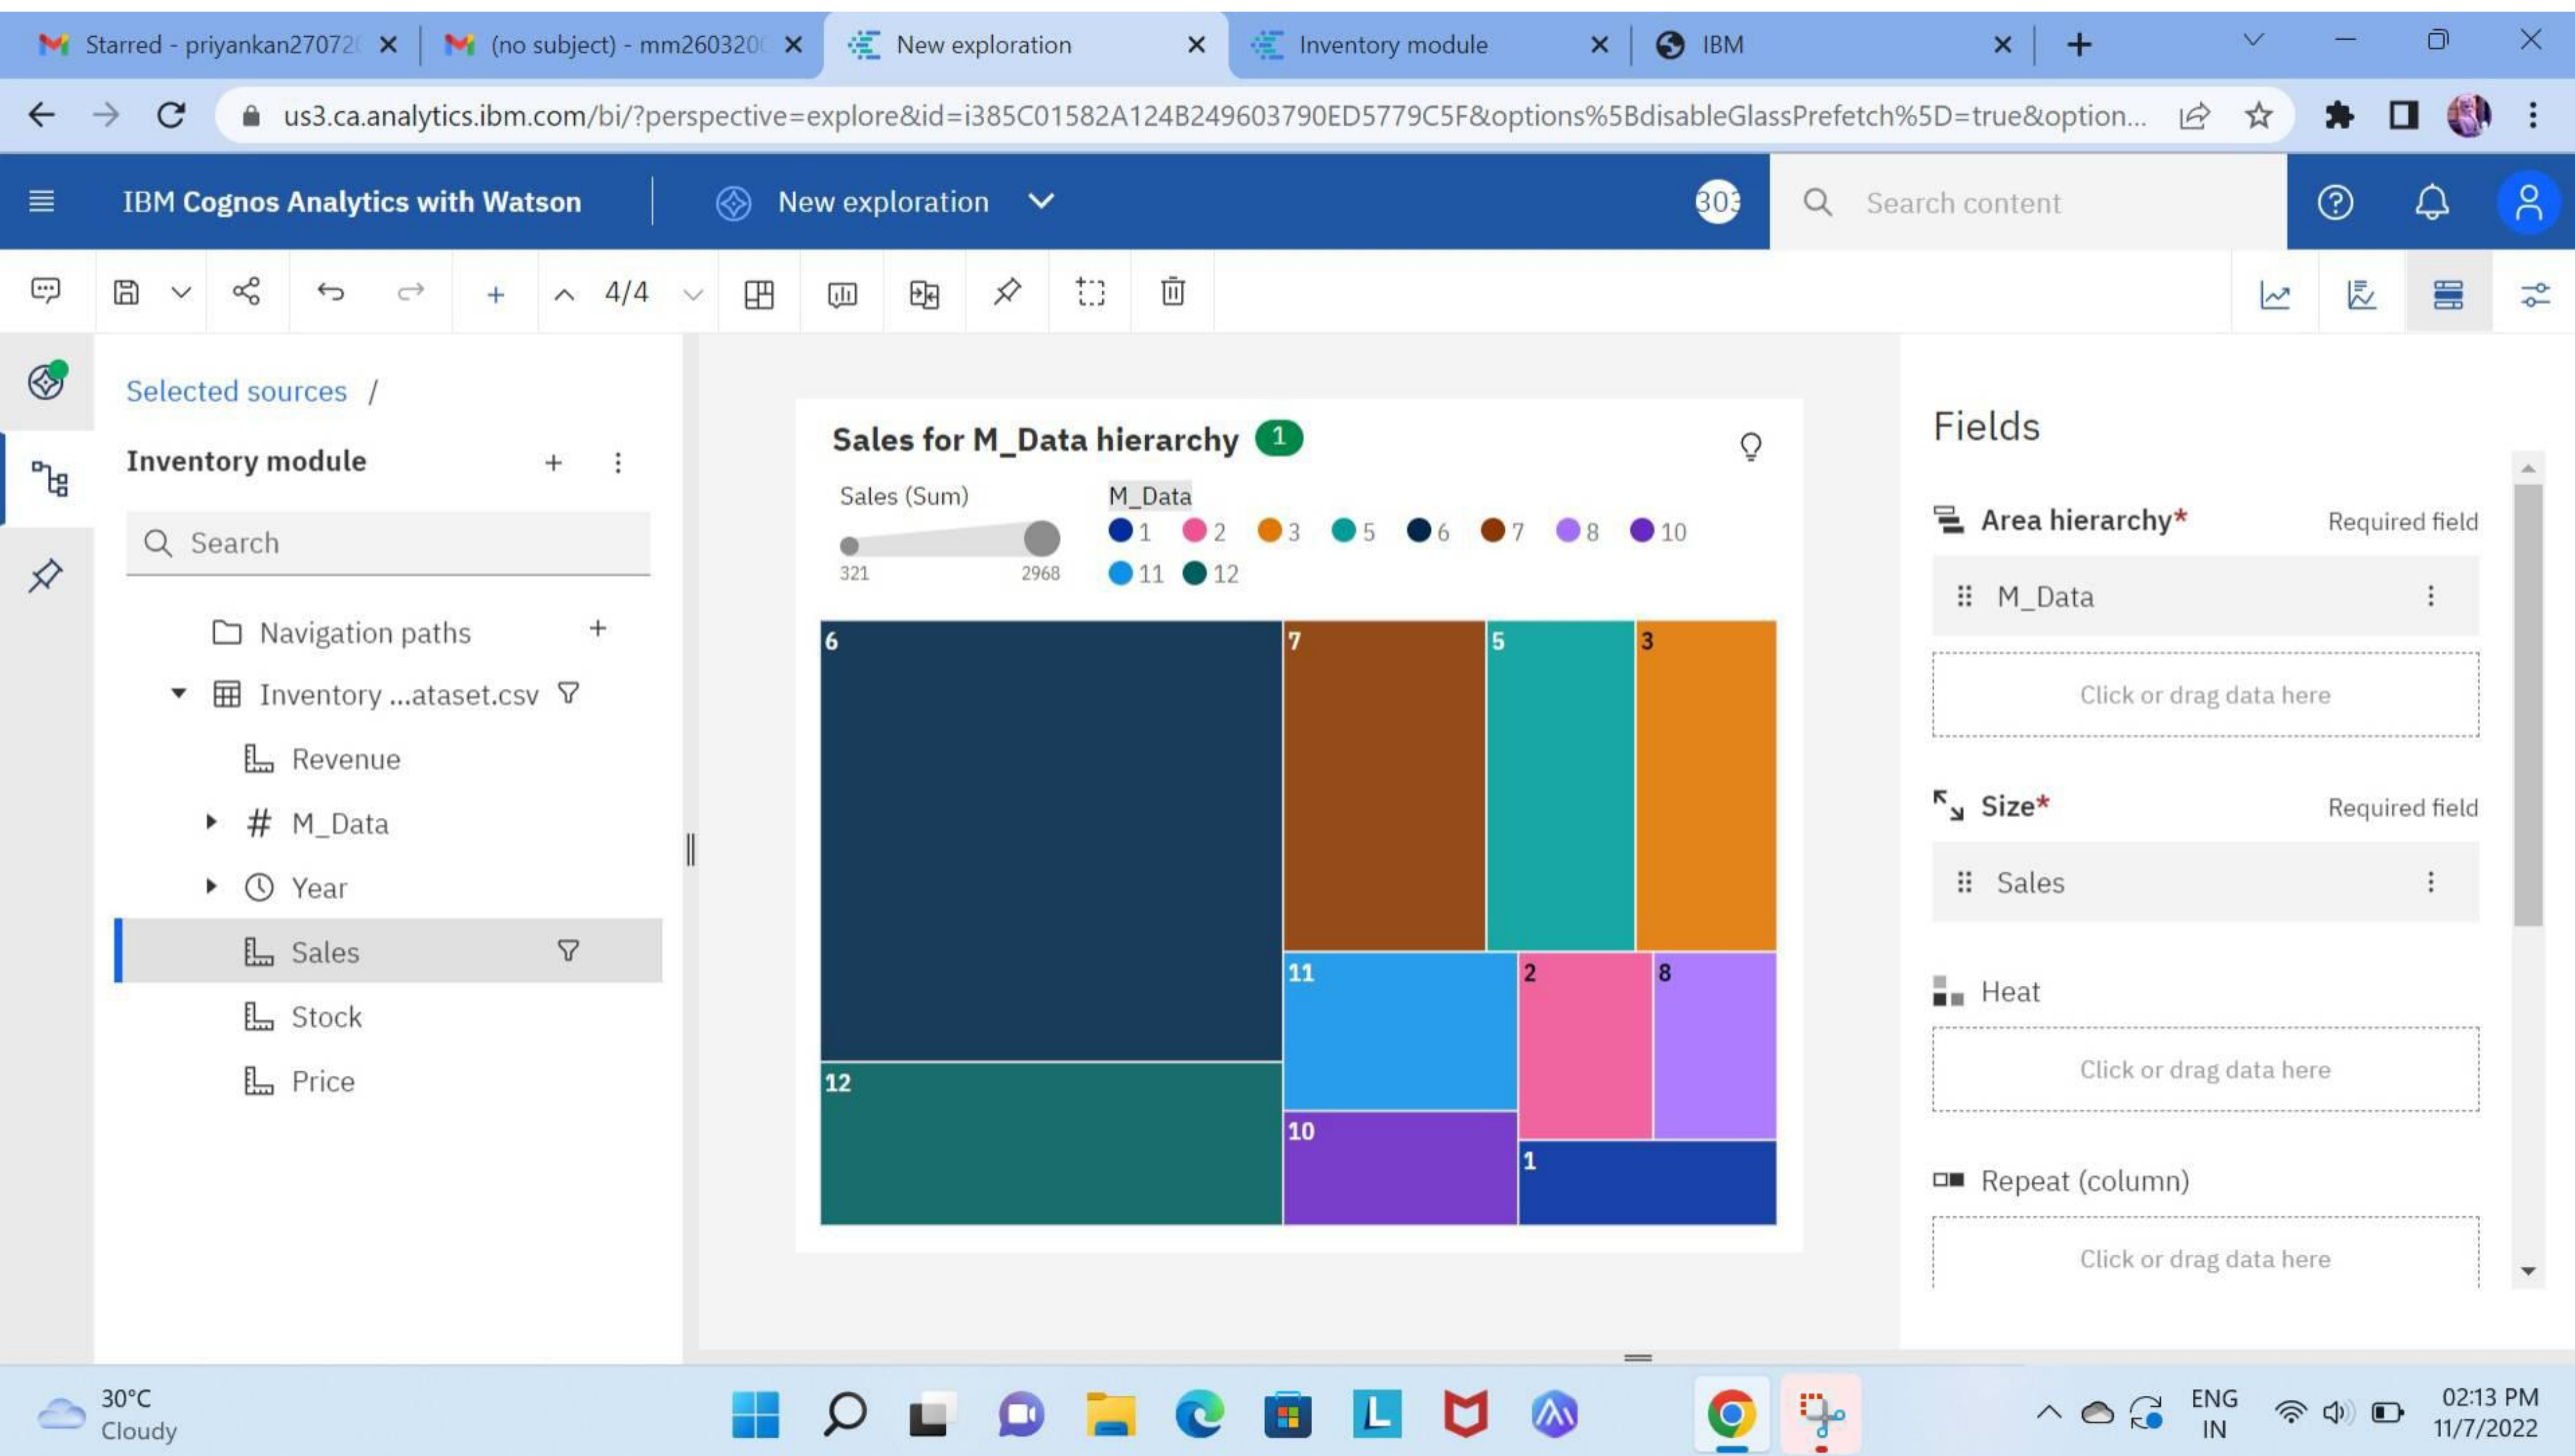 Starred - priyankan27072
(no subject) - mm2603200
New exploration
Inventory module
IBM
us3.ca.analytics.ibm.com/bi/?perspective=explore&id=i385C01582A124B249603790ED5779C5F&options%5BdisableGlassPrefetch%5D=true&option...
IBM Cognos Analytics with Watson
New exploration
303
Search content
4/4
Selected sources /
Inventory module
Search
Navigation paths
Inventory ...ataset.csv
Revenue
# M_Data
Year
Sales
Stock
Price
Sales for M_Data hierarchy 1
Sales (Sum)
321 2968
M_Data
1 2 3 5 6 7 8 10
11 12
6 7 5 3
11 2 8
12
10
1
Fields
Area hierarchy* Required field
M_Data
Click or drag data here
Size* Required field
Sales
Heat
Click or drag data here
Repeat (column)
Click or drag data here
30°C
Cloudy
L
ENG
IN
02:13 PM
11/7/2022